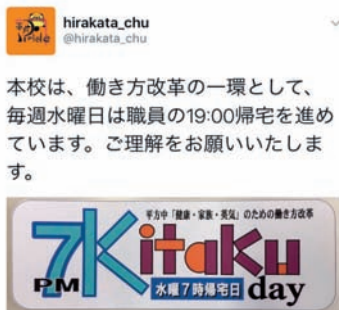 hirakata_chu
@hirakata_chu
本校は、働き方改革の一環として、
毎週水曜日は職員の19:00帰宅を進め
ています。ご理解をお願いいたしま
す。
平方中「健康・家族・英気」のための働き方改革
7 Kitaku
PM
水曜7時帰宅日 day